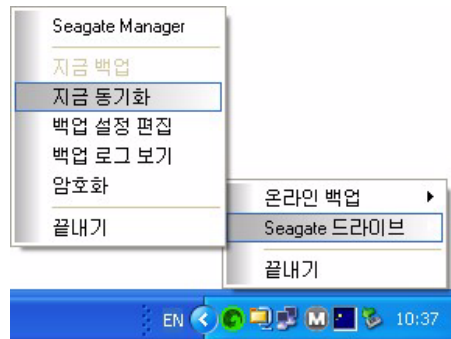 Seagate Manager
지금 백업
지금 동기화
백업 설정 편집
백업 로그 보기
암호화
끝내기
온라인 백업
Seagate 드라이브
끝내기
EN
M
10:37